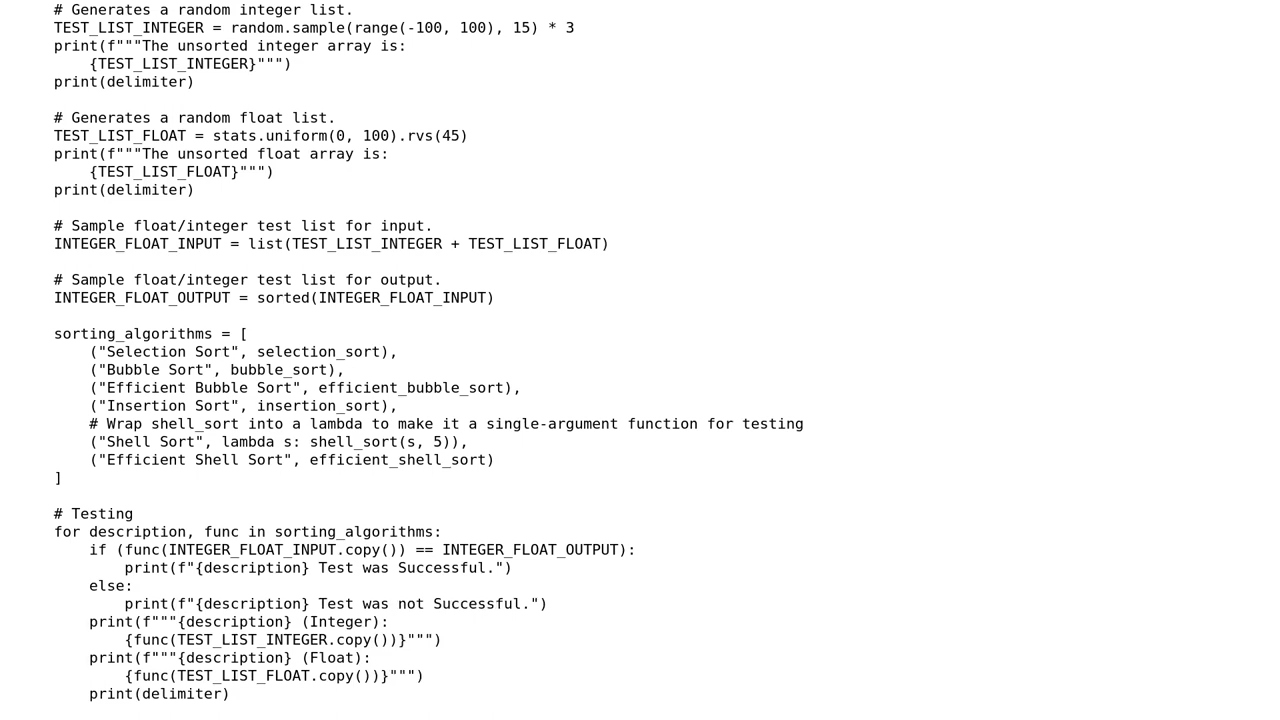 # Generates a random integer list.
TEST_LIST_INTEGER = random.sample(range(-100, 100), 15) * 3
print(f"""The unsorted integer array is:
    {TEST_LIST_INTEGER}""")
print(delimiter)

# Generates a random float list.
TEST_LIST_FLOAT = stats.uniform(0, 100).rvs(45)
print(f"""The unsorted float array is:
    {TEST_LIST_FLOAT}""")
print(delimiter)

# Sample float/integer test list for input.
INTEGER_FLOAT_INPUT = list(TEST_LIST_INTEGER + TEST_LIST_FLOAT)

# Sample float/integer test list for output.
INTEGER_FLOAT_OUTPUT = sorted(INTEGER_FLOAT_INPUT)

sorting_algorithms = [
    ("Selection Sort", selection_sort),
    ("Bubble Sort", bubble_sort),
    ("Efficient Bubble Sort", efficient_bubble_sort),
    ("Insertion Sort", insertion_sort),
    # Wrap shell_sort into a lambda to make it a single-argument function for testing
    ("Shell Sort", lambda s: shell_sort(s, 5)),
    ("Efficient Shell Sort", efficient_shell_sort)
]

# Testing
for description, func in sorting_algorithms:
    if (func(INTEGER_FLOAT_INPUT.copy()) == INTEGER_FLOAT_OUTPUT):
        print(f"{description} Test was Successful.")
    else:
        print(f"{description} Test was not Successful.")
    print(f"""{description} (Integer):
        {func(TEST_LIST_INTEGER.copy())}""")
    print(f"""{description} (Float):
        {func(TEST_LIST_FLOAT.copy())}""")
    print(delimiter)